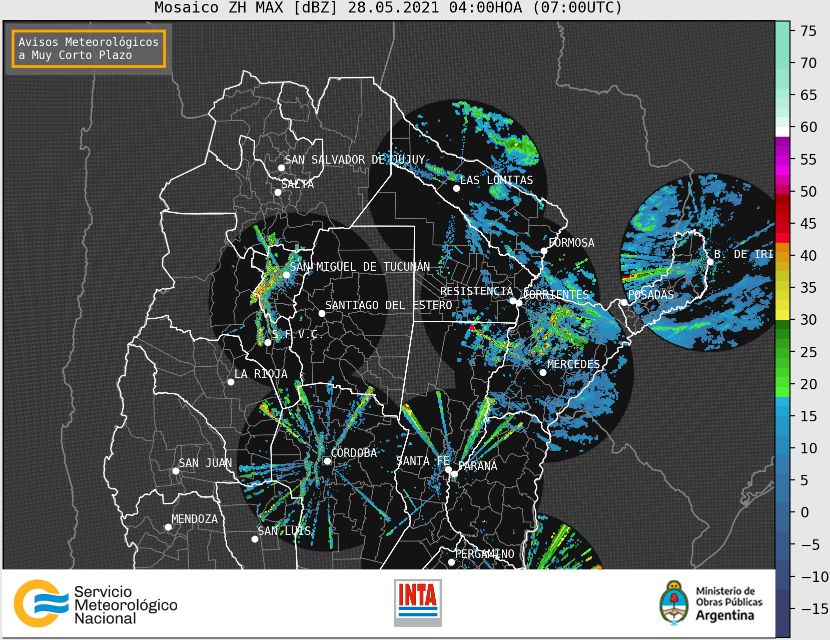 Mosaico ZH MAX [dBZ] 28.05.2021 04:00HOA (07:00UTC)
Avisos Meteorológicos
a Muy Corto Plazo
SAN SALVADOR DE JUJUY
SALTA
LAS LOMITAS
FORMOSA
B. DE IRI
SAN MIGUEL DE TUCUMÁN
RESISTENCIA
CORRIENTES
POSADAS
SANTIAGO DEL ESTERO
S.F.V.C
MERCEDES
LA RIOJA
CÓRDOBA
SANTA FE
PARANÁ
SAN JUAN
MENDOZA
SAN LUIS
PERGAMINO
75
70
65
60
55
50
45
40
35
30
25
20
15
10
5
0
−5
−10
−15
Servicio
Meteorológico
Nacional
INTA
Ministerio de
Obras Públicas
Argentina